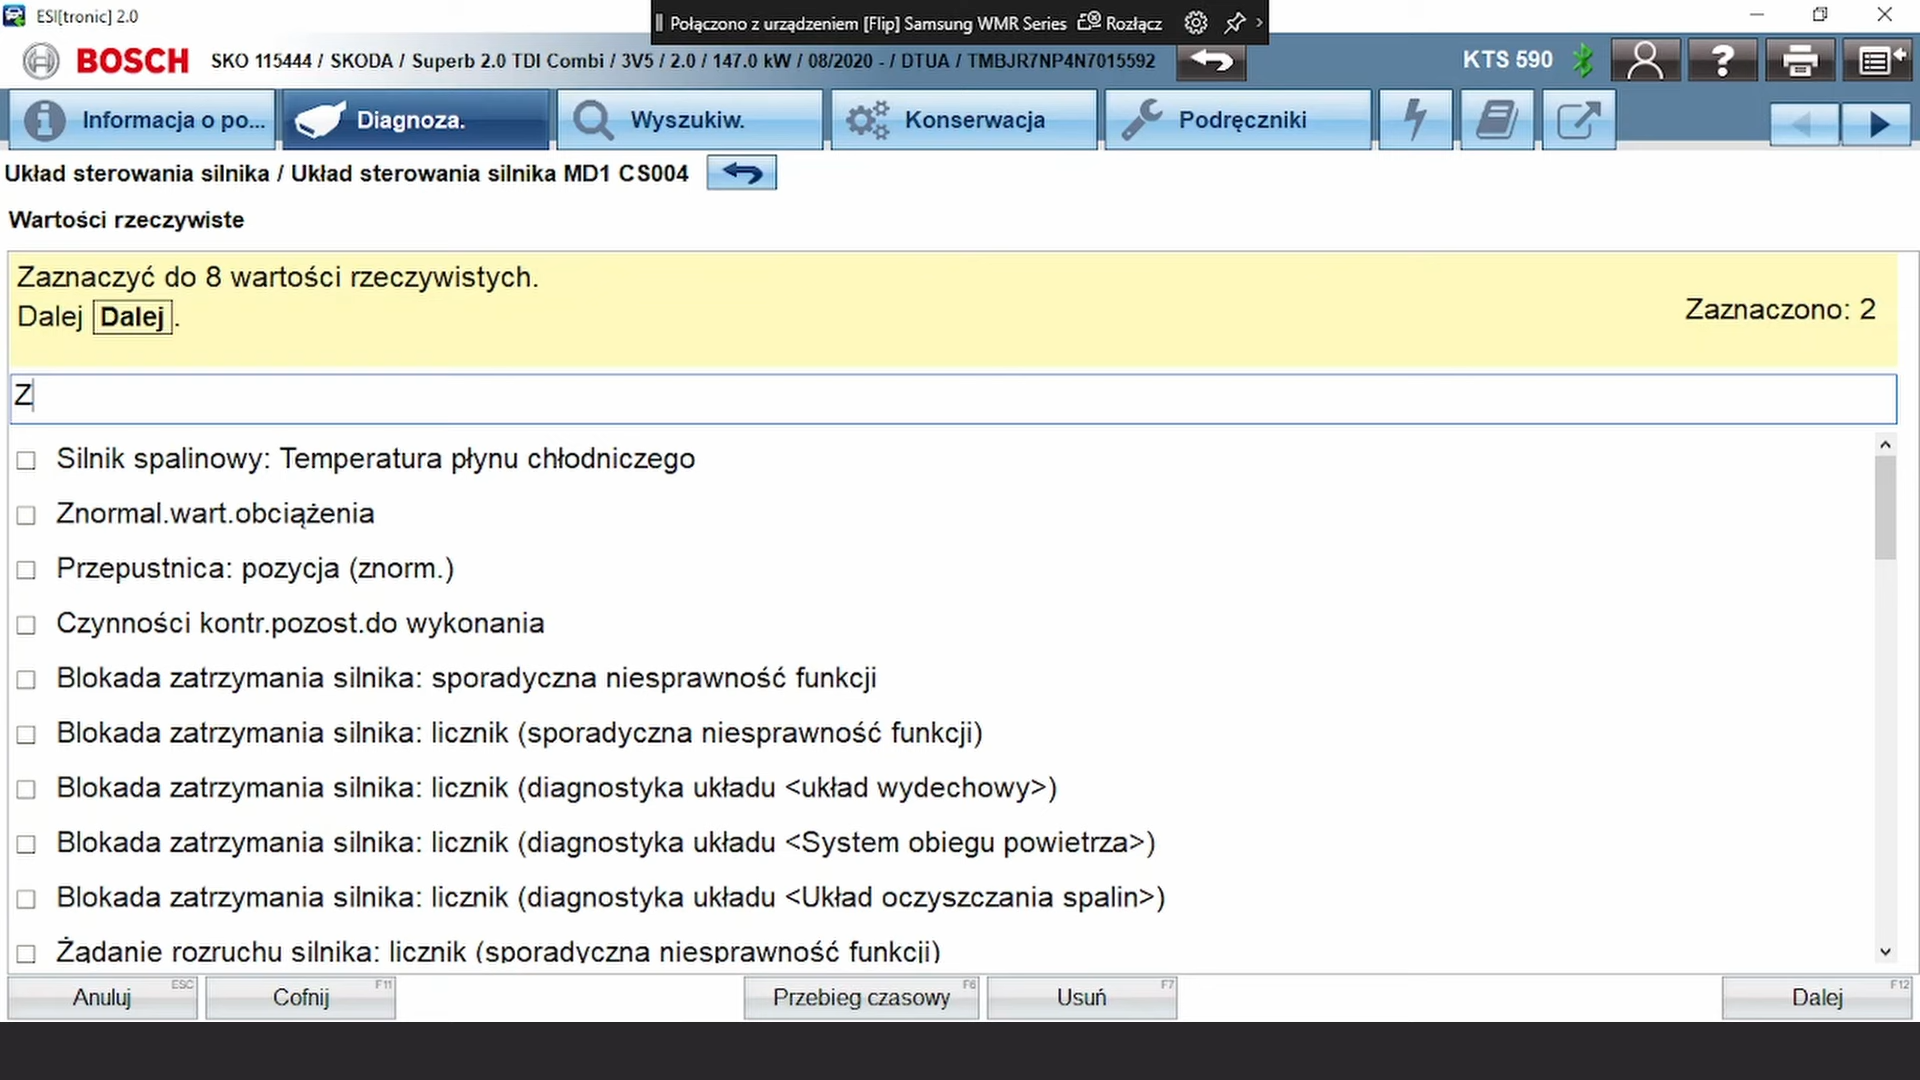 ESI[tronic] 2.0
Połączono z urządzeniem [Flip] Samsung WMR Series Rozłącz
BOSCH
SKO 115444 / SKODA / Superb 2.0 TDI Combi / 3V5 / 2.0 / 147.0 kW / 08/2020 - / DTUA / TMBJR7NP4N7015592
KTS 590
?
Informacja o po...
Diagnoza.
Wyszukiw.
Konserwacja
Podręczniki
Układ sterowania silnika / Układ sterowania silnika MD1 CS004
Wartości rzeczywiste
Zaznaczyć do 8 wartości rzeczywistych.
Dalej Dalej.
Zaznaczono: 2
Z
Silnik spalinowy: Temperatura płynu chłodniczego
Znormal.wart.obciążenia
Przepustnica: pozycja (znorm.)
Czynności kontr.pozost.do wykonania
Blokada zatrzymania silnika: sporadyczna niesprawność funkcji
Blokada zatrzymania silnika: licznik (sporadyczna niesprawność funkcji)
Blokada zatrzymania silnika: licznik (diagnostyka układu <układ wydechowy>)
Blokada zatrzymania silnika: licznik (diagnostyka układu <System obiegu powietrza>)
Blokada zatrzymania silnika: licznik (diagnostyka układu <Układ oczyszczania spalin>)
Żądanie rozruchu silnika: licznik (sporadyczna niesprawność funkcji)
Anuluj ESC
Cofnij F11
Przebieg czasowy F6
Usuń F7
Dalej F12